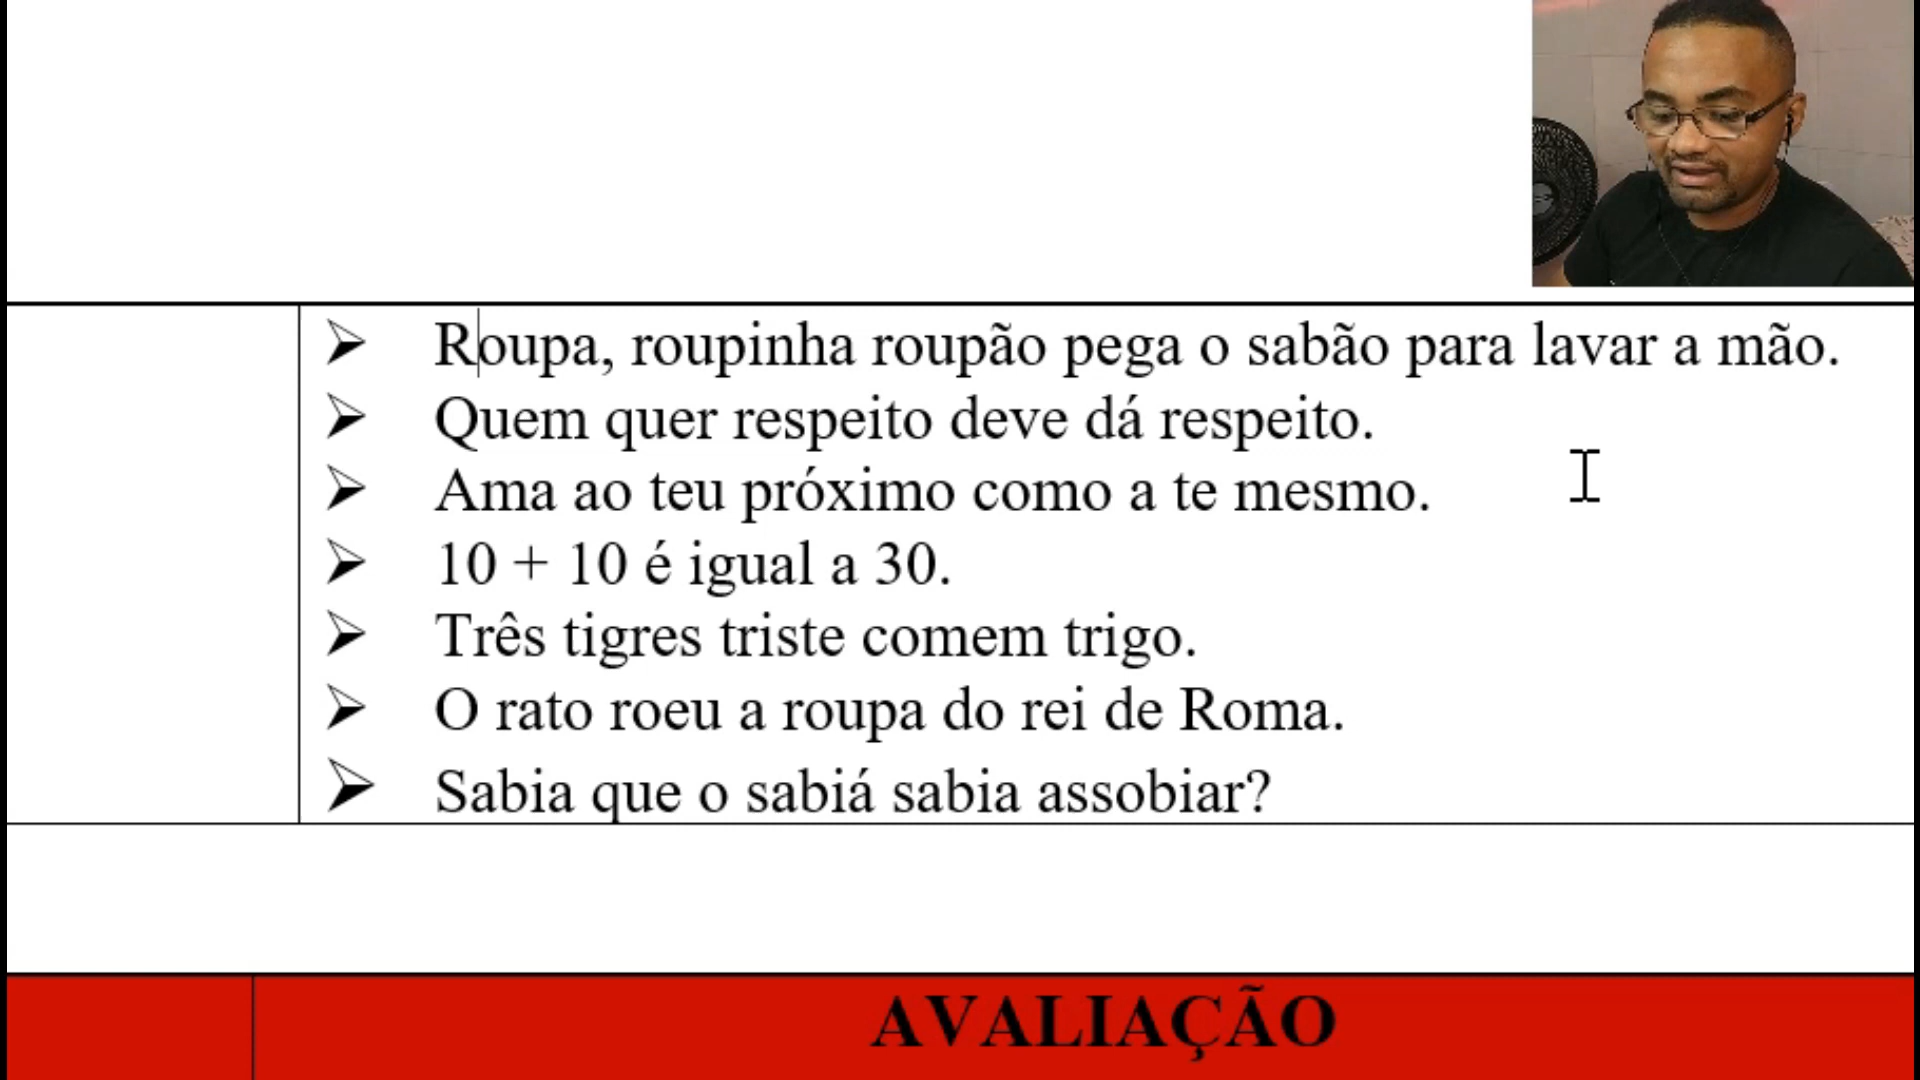 Roupa, roupinha roupão pega o sabão para lavar a mão.
Quem quer respeito deve dá respeito.
Ama ao teu próximo como a te mesmo.
10 + 10 é igual a 30.
Três tigres triste comem trigo.
O rato roeu a roupa do rei de Roma.
Sabia que o sabiá sabia assobiar?
AVALIAÇÃO